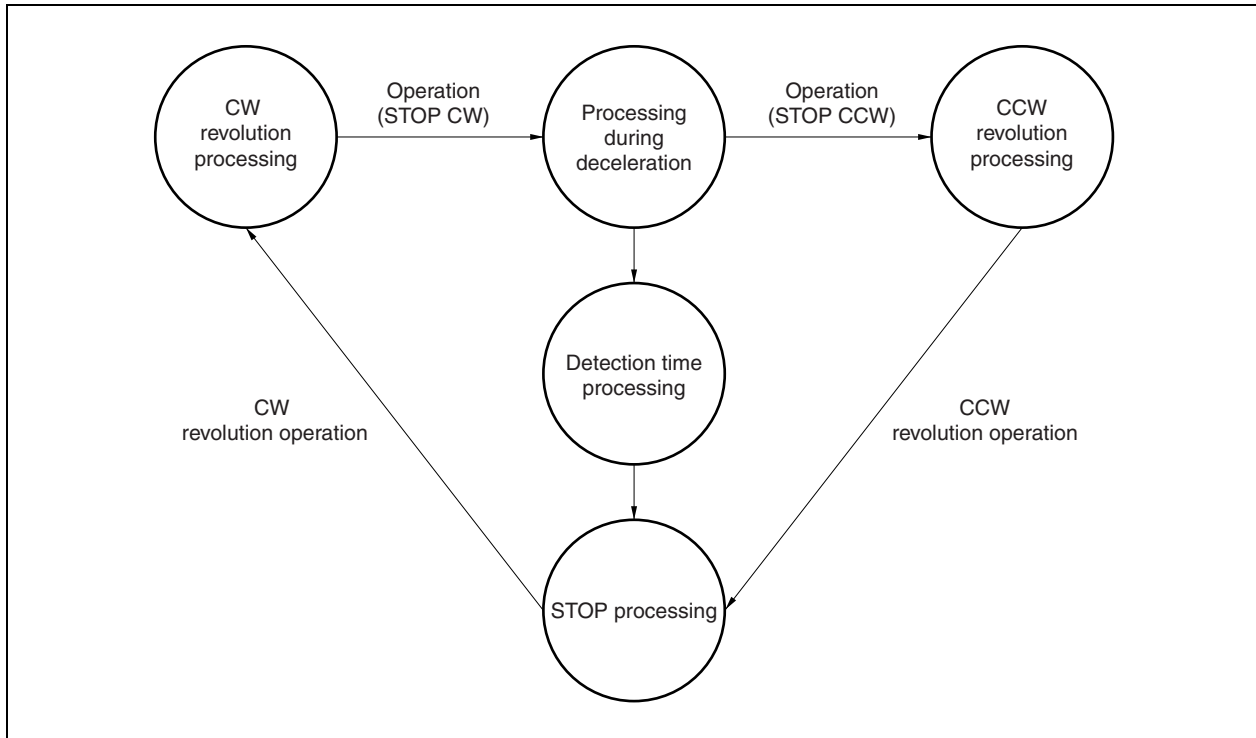 CW
revolution
processing
Operation
(STOP CW)
Processing
during
deceleration
Operation
(STOP CCW)
CCW
revolution
processing
Detection time
processing
CW
revolution operation
CCW
revolution operation
STOP processing